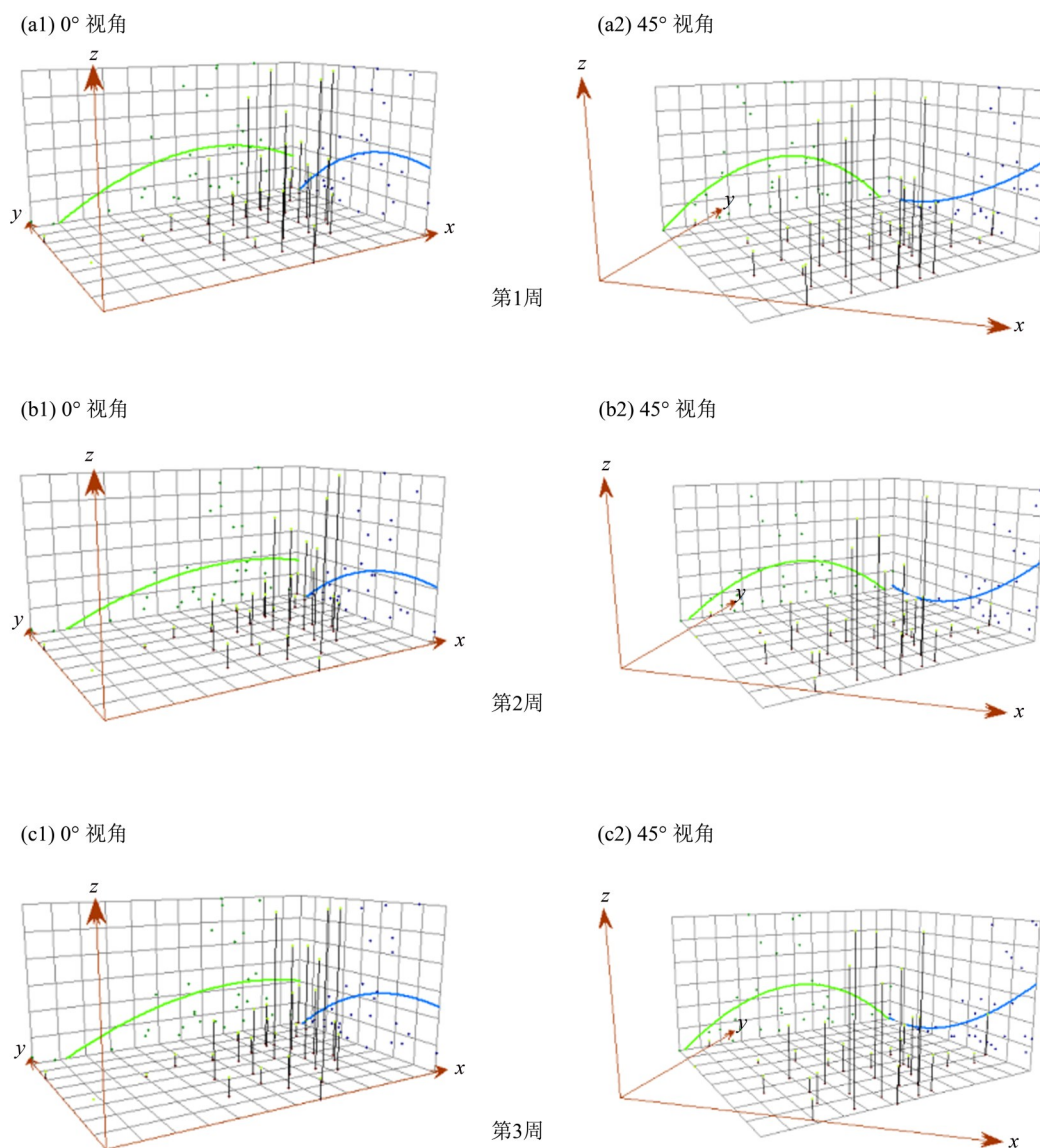 (a1) 0° 视角
(a2) 45° 视角
z
z
y
x
y
x
第1周
(b1) 0° 视角
(b2) 45° 视角
z
z
y
x
y
x
第2周
(c1) 0° 视角
(c2) 45° 视角
z
z
y
x
y
x
第3周